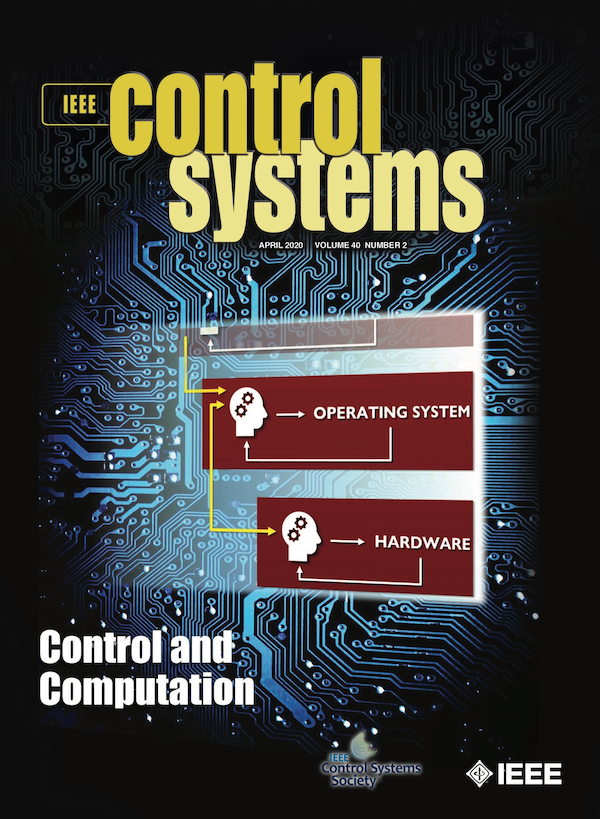 IEEE
control
systems
APRIL 2020 VOLUME 40 NUMBER 2
OPERATING SYSTEM
HARDWARE
Control and
Computation
IEEE
Control Systems
Society
IEEE